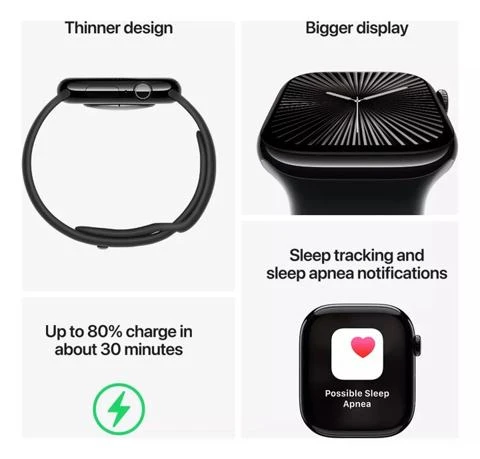 Thinner design
Bigger display
Sleep tracking and
sleep apnea notifications
Up to 80% charge in
about 30 minutes
Possible Sleep
Apnea